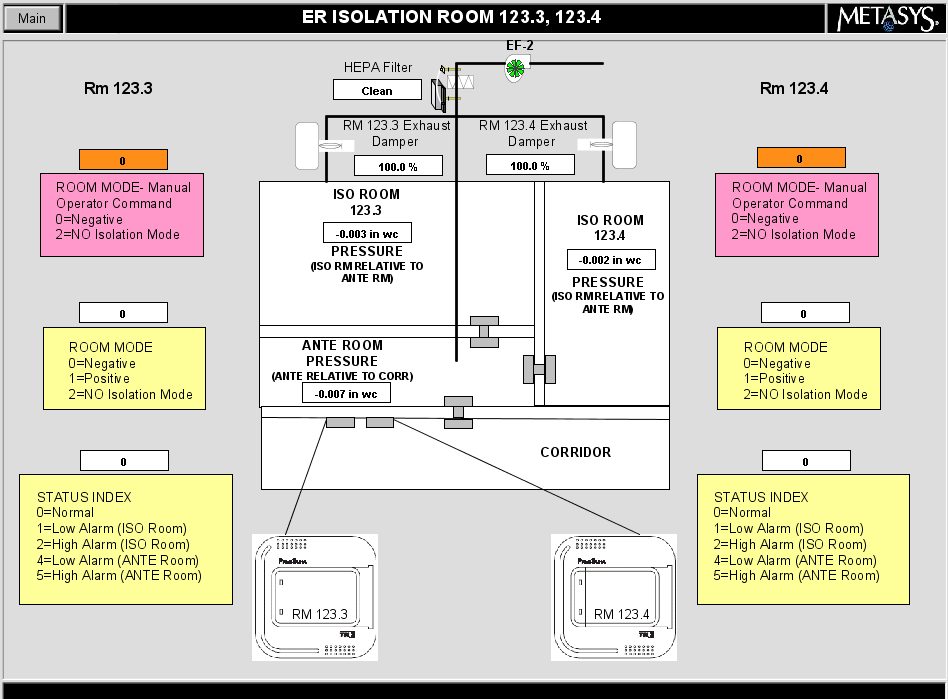 Main
ER ISOLATION ROOM 123.3, 123.4
METASYS
EF-2
HEPA Filter
Clean
Rm 123.3
Rm 123.4
RM 123.3 Exhaust
Damper
100.0 %
RM 123.4 Exhaust
Damper
100.0 %
0
ROOM MODE- Manual
Operator Command
0=Negative
2=NO Isolation Mode
0
ROOM MODE- Manual
Operator Command
0=Negative
2=NO Isolation Mode
ISO ROOM
123.3
-0.003 in wc
PRESSURE
(ISO RMRELATIVE TO
ANTE RM)
ISO ROOM
123.4
-0.002 in wc
PRESSURE
(ISO RMRELATIVE TO
ANTE RM)
0
ROOM MODE
0=Negative
1=Positive
2=NO Isolation Mode
ANTE ROOM
PRESSURE
(ANTE RELATIVE TO CORR)
-0.007 in wc
0
ROOM MODE
0=Negative
1=Positive
2=NO Isolation Mode
CORRIDOR
0
STATUS INDEX
0=Normal
1=Low Alarm (ISO Room)
2=High Alarm (ISO Room)
4=Low Alarm (ANTE Room)
5=High Alarm (ANTE Room)
0
STATUS INDEX
0=Normal
1=Low Alarm (ISO Room)
2=High Alarm (ISO Room)
4=Low Alarm (ANTE Room)
5=High Alarm (ANTE Room)
RM 123.3
RM 123.4